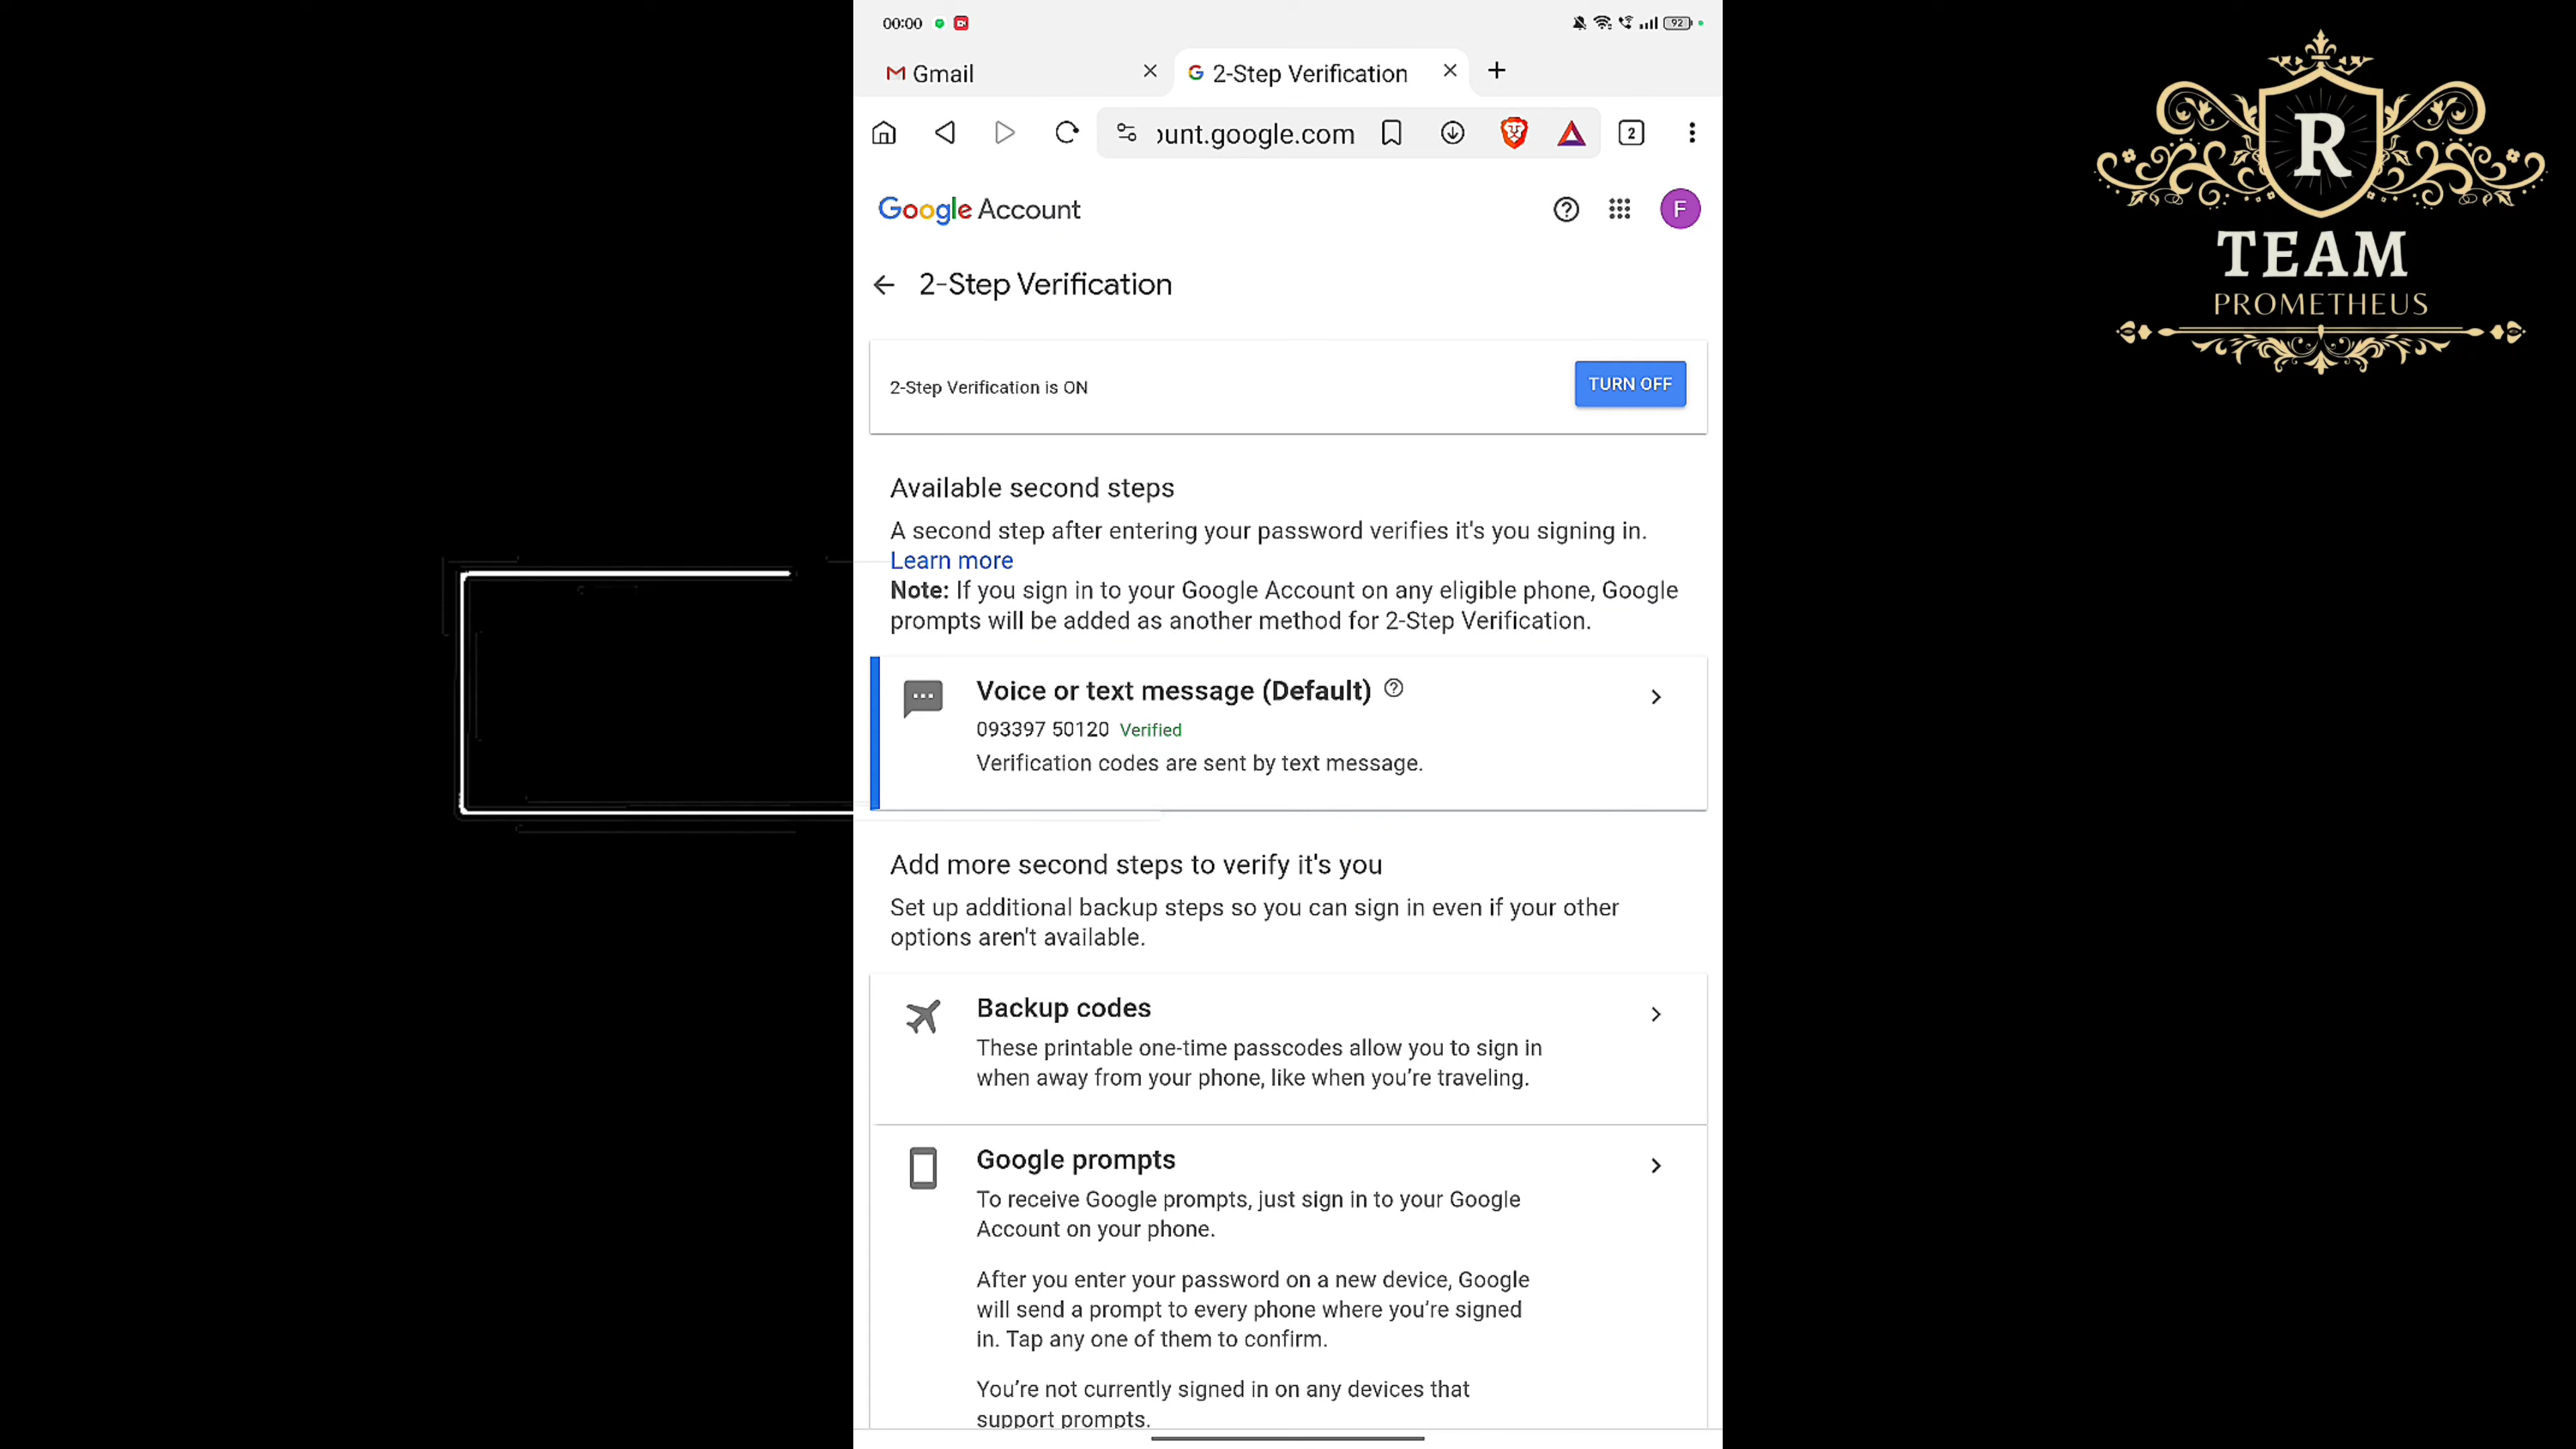 00:00
92
Gmail
2-Step Verification
ount.google.com
2
Google Account
F
2-Step Verification
2-Step Verification is ON
TURN OFF
Available second steps
A second step after entering your password verifies it's you signing in.
Learn more
Note: If you sign in to your Google Account on any eligible phone, Google
prompts will be added as another method for 2-Step Verification.
Voice or text message (Default)
093397 50120 Verified
Verification codes are sent by text message.
Add more second steps to verify it's you
Set up additional backup steps so you can sign in even if your other
options aren't available.
Backup codes
These printable one-time passcodes allow you to sign in
when away from your phone, like when you’re traveling.
Google prompts
To receive Google prompts, just sign in to your Google
Account on your phone.
After you enter your password on a new device, Google
will send a prompt to every phone where you’re signed
in. Tap any one of them to confirm.
You’re not currently signed in on any devices that
support prompts.
R
TEAM
PROMETHEUS